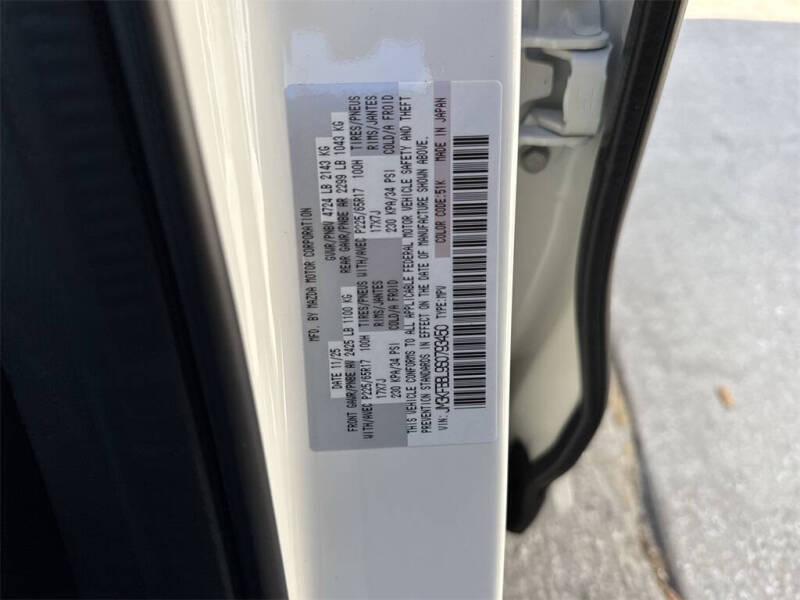 MFD. BY MAZDA MOTOR CORPORATION
DATE 11/25 GVWR/PNBV 4724 LB 2143 KG
FRONT GAWR/PNBE AV 2425 LB 1100 KG REAR GAWR/PNBE AR 2299 LB 1043 KG
WITH/AVEC P225/65R17 100H TIRES/PNEUS WITH/AVEC P225/65R17 100H TIRES/PNEUS
17X7J RIMS/JANTES 17X7J RIMS/JANTES
230 KPA/34 PSI COLD/A FROID 230 KPA/34 PSI COLD/A FROID
THIS VEHICLE CONFORMS TO ALL APPLICABLE FEDERAL MOTOR VEHICLE SAFETY AND THEFT
PREVENTION STANDARDS IN EFFECT ON THE DATE OF MANUFACTURE SHOWN ABOVE.
VIN: TYPE:MPV COLOR CODE:51K MADE IN JAPAN